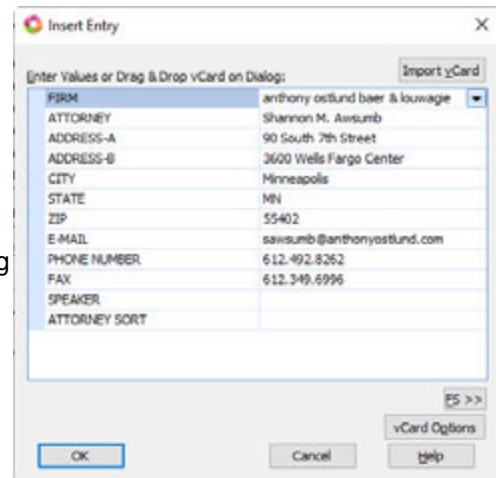 Insert Entry
Import vCard
Enter Values or Drag & Drop vCard on Dialog:
FIRM anthony ostlund baer & louwagie
ATTORNEY Shannon M. Awsumb
ADDRESS-A 90 South 7th Street
ADDRESS-B 3600 Wells Fargo Center
CITY Minneapolis
STATE MN
ZIP 55402
E-MAIL sawsumb@anthonyostlund.com
g
PHONE NUMBER 612.492.8262
FAX 612.349.6996
SPEAKER
ATTORNEY SORT
F5 >>
vCard Options
OK Cancel Help